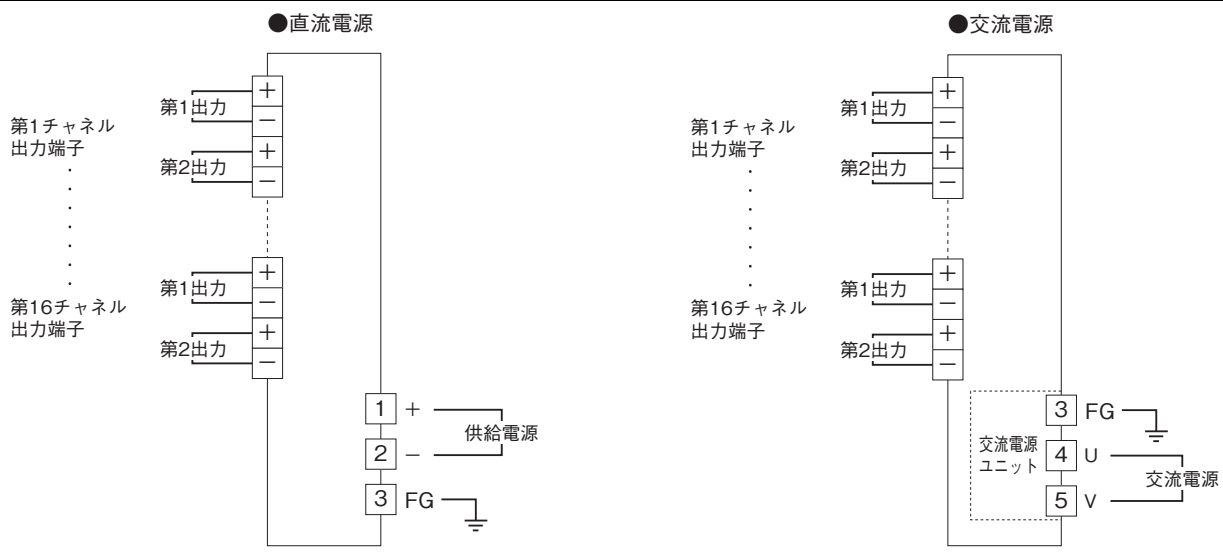 ●直流電源
第1チャネル
出力端子
第1出力
+
−
第2出力
+
−
第16チャネル
出力端子
第1出力
+
−
第2出力
+
−
1 +
2 −
供給電源
3 FG
●交流電源
第1チャネル
出力端子
第1出力
+
−
第2出力
+
−
第16チャネル
出力端子
第1出力
+
−
第2出力
+
−
交流電源
ユニット
3 FG
4 U
5 V
交流電源